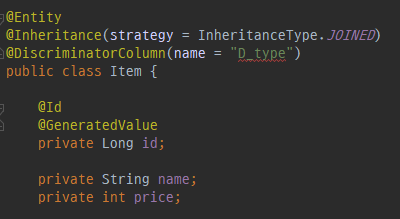 @Entity
@Inheritance(strategy = InheritanceType.JOINED)
@DiscriminatorColumn(name = "D_type")
public class Item {
@Id
@GeneratedValue
private Long id;
private String name;
private int price;